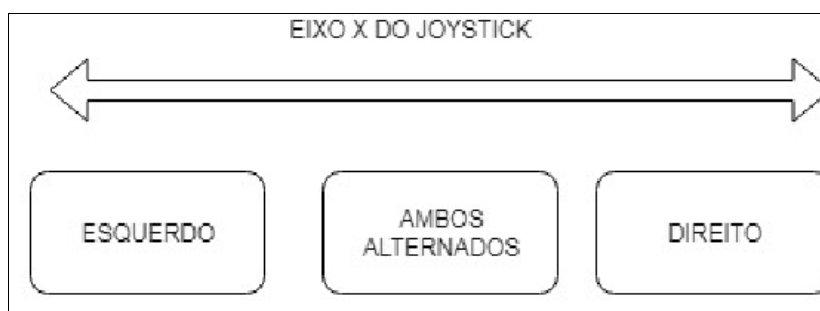 EIXO X DO JOYSTICK
ESQUERDO
AMBOS
ALTERNADOS
DIREITO